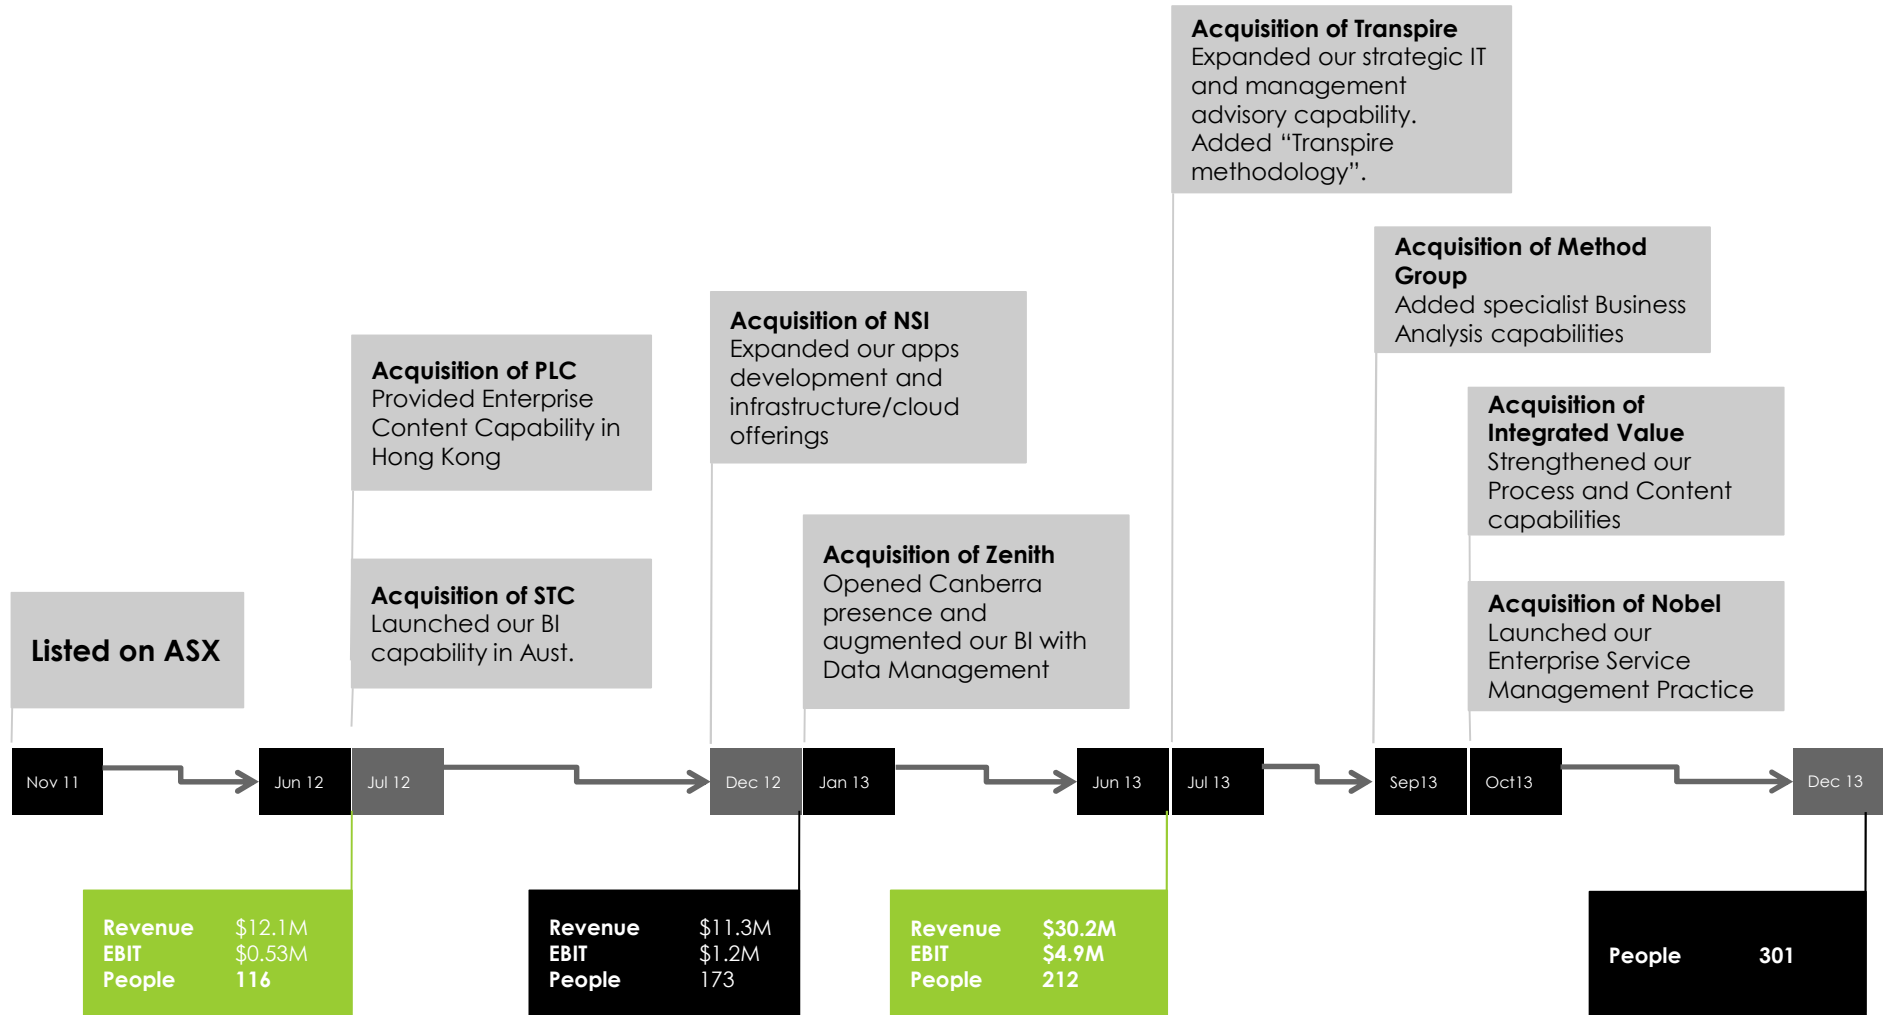 Acquisition of Transpire
Expanded our strategic IT
and management
advisory capability.
Added “Transpire
methodology”.
Acquisition of Method
Group
Added specialist Business
Analysis capabilities
Acquisition of NSI
Expanded our apps
development and
infrastructure/cloud
offerings
Acquisition of PLC
Provided Enterprise
Content Capability in
Hong Kong
Acquisition of
Integrated Value
Strengthened our
Process and Content
capabilities
Acquisition of Zenith
Opened Canberra
presence and
augmented our BI with
Data Management
Acquisition of STC
Launched our BI
capability in Aust.
Acquisition of Nobel
Launched our
Enterprise Service
Management Practice
Listed on ASX
Nov 11
Jun 12
Jul 12
Dec 12
Jan 13
Jun 13
Jul 13
Sep13
Oct13
Dec 13
Revenue $12.1M
EBIT $0.53M
People 116
Revenue $11.3M
EBIT $1.2M
People 173
Revenue $30.2M
EBIT $4.9M
People 212
People 301